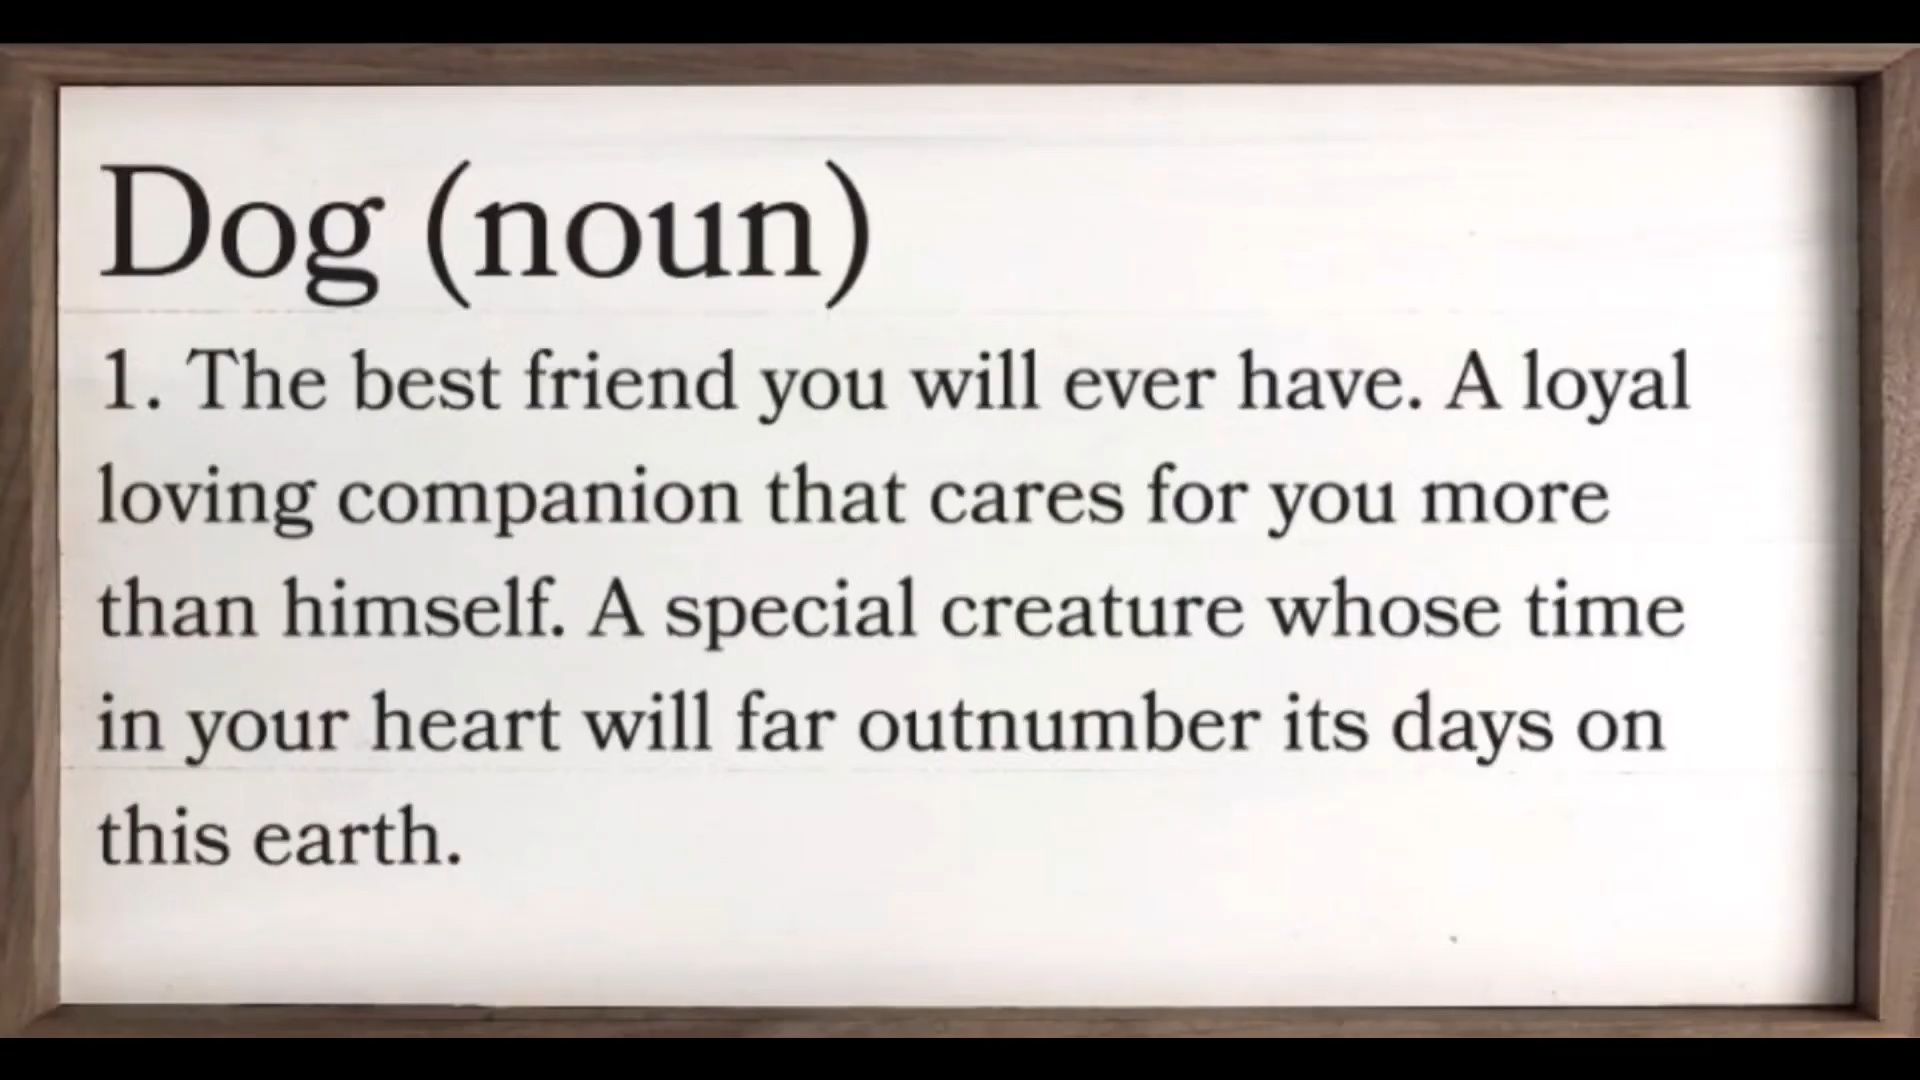 Dog (noun)
1. The best friend you will ever have. A loyal
loving companion that cares for you more
than himself. A special creature whose time
in your heart will far outnumber its days on
this earth.